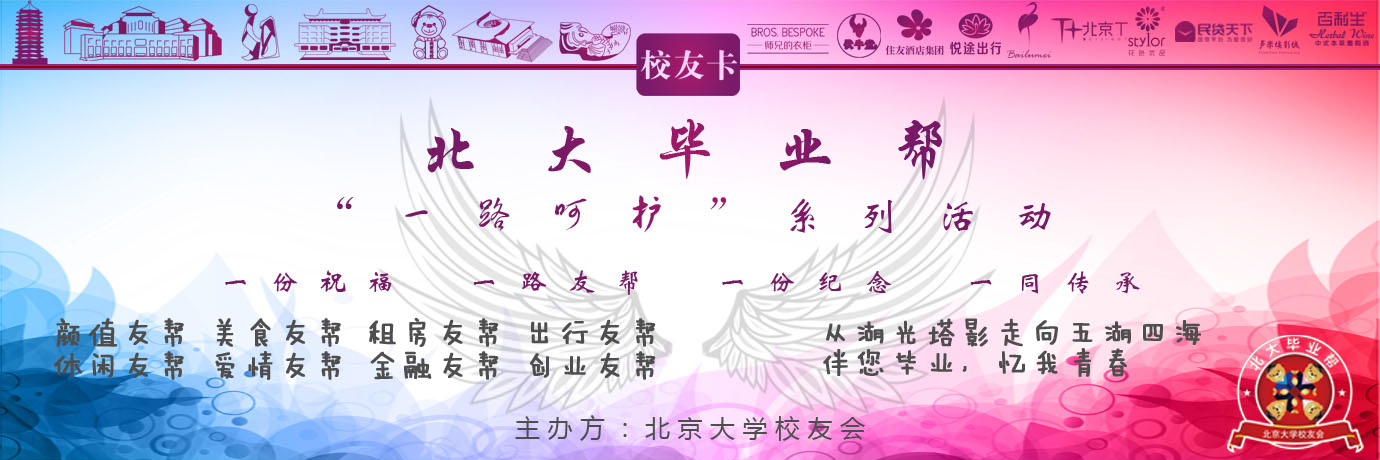 BROS. BESPOKE
师兄的衣柜
住友酒店集团
悦途出行
Bailumei
北京T
stylor
花迹优品
民贷天下
百利生
Herbal Wine
中式本草葡萄酒
校友卡
北大毕业帮
“一路呵护”系列活动
一份祝福 一路友帮 一份纪念 一同传承
颜值友帮 美食友帮 租房友帮 出行友帮
休闲友帮 爱情友帮 金融友帮 创业友帮
从湖光塔影走向五湖四海
伴您毕业，忆我青春
主办方：北京大学校友会
北大毕业帮
北京大学校友会